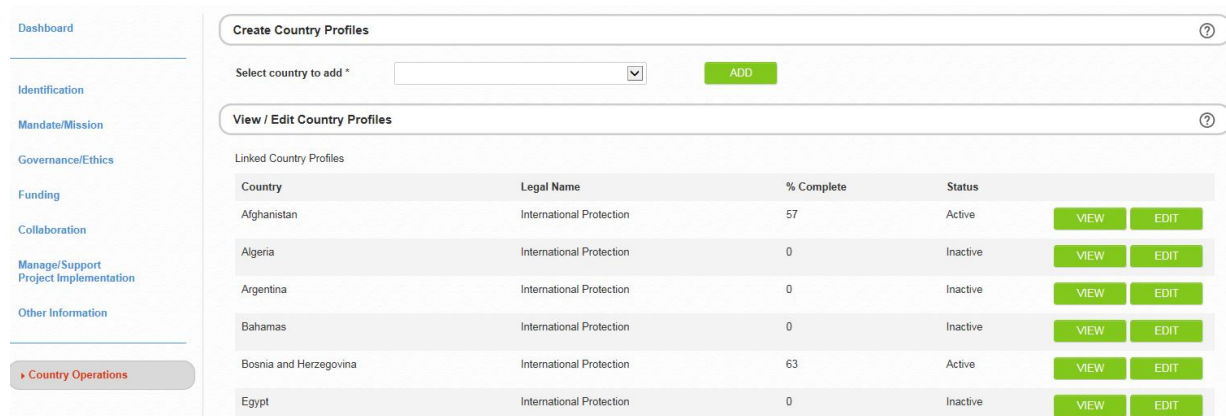 Dashboard
Identification
Mandate/Mission
Governance/Ethics
Funding
Collaboration
Manage/Support
Project Implementation
Other Information
Country Operations
Create Country Profiles ?
Select country to add * ADD
View / Edit Country Profiles ?
Linked Country Profiles
Country Legal Name % Complete Status
Afghanistan International Protection 57 Active VIEW EDIT
Algeria International Protection 0 Inactive VIEW EDIT
Argentina International Protection 0 Inactive VIEW EDIT
Bahamas International Protection 0 Inactive VIEW EDIT
Bosnia and Herzegovina International Protection 63 Active VIEW EDIT
Egypt International Protection 0 Inactive VIEW EDIT